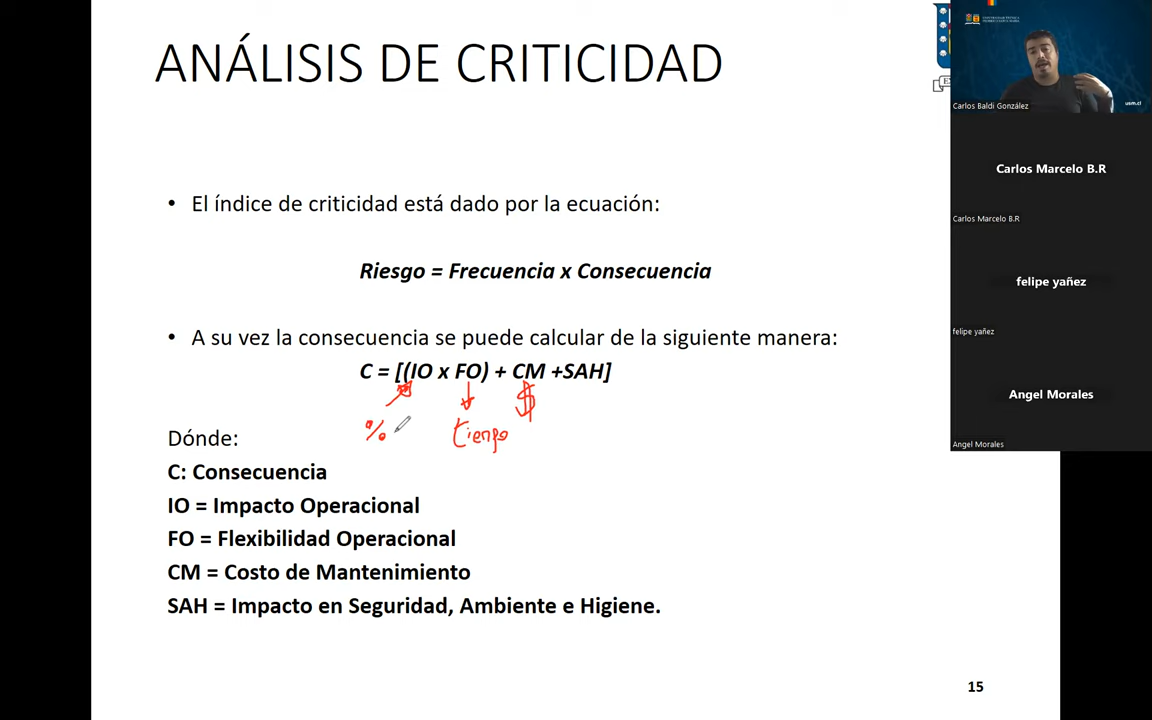 ANÁLISIS DE CRITICIDAD
• El índice de criticidad está dado por la ecuación:
Riesgo = Frecuencia x Consecuencia
• A su vez la consecuencia se puede calcular de la siguiente manera:
C = [(IO x FO) + CM +SAH]
% tiempo $
Dónde:
C: Consecuencia
IO = Impacto Operacional
FO = Flexibilidad Operacional
CM = Costo de Mantenimiento
SAH = Impacto en Seguridad, Ambiente e Higiene.
15
Carlos Baldi González
usm.cl
Carlos Marcelo B.R
Carlos Marcelo B.R
felipe yañez
felipe yañez
Angel Morales
Angel Morales